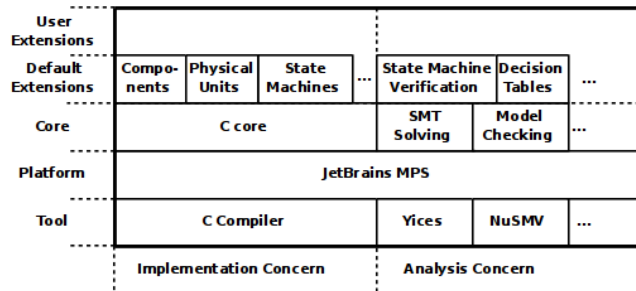 User
Extensions
Default
Extensions
Compo-
nents
Physical
Units
State
Machines
...
State Machine
Verification
Decision
Tables
...
Core
C core
SMT
Solving
Model
Checking
...
Platform
JetBrains MPS
Tool
C Compiler
Yices
NuSMV
...
Implementation Concern
Analysis Concern